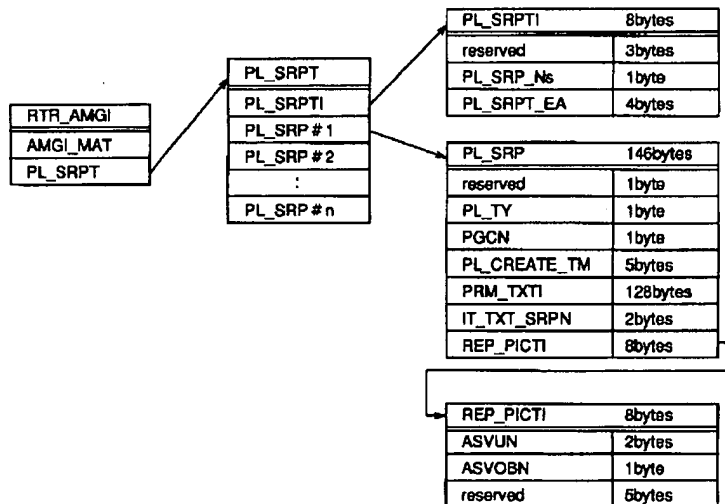 RTR_AMGI
AMGI_MAT
PL_SRPT
PL_SRPT
PL_SRPTI
PL_SRP#1
PL_SRP#2
:
PL_SRP#n
PL_SRPTI 8bytes
reserved 3bytes
PL_SRP_Ns 1byte
PL_SRPT_EA 4bytes
PL_SRP 146bytes
reserved 1byte
PL_TY 1byte
PGCN 1byte
PL_CREATE_TM 5bytes
PRM_TXTI 128bytes
IT_TXT_SRPN 2bytes
REP_PICTI 8bytes
REP_PICTI 8bytes
ASVUN 2bytes
ASVOBN 1byte
reserved 5bytes